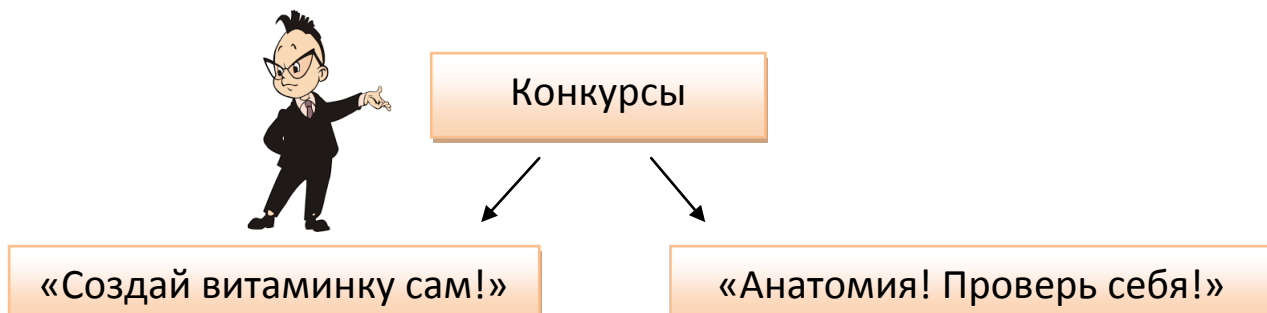 Конкурсы
«Создай витаминку сам!»
«Анатомия! Проверь себя!»